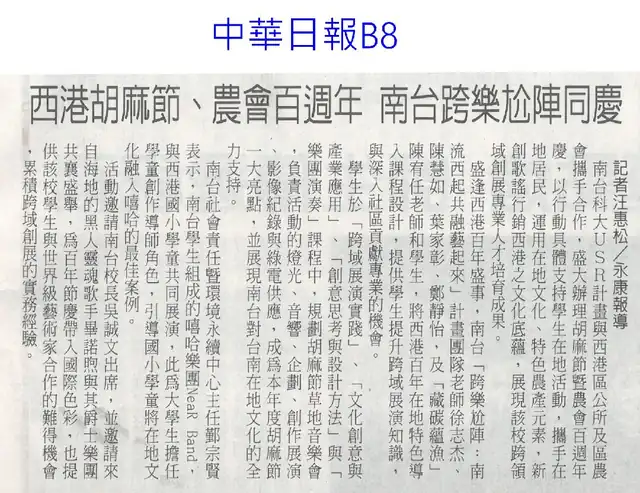 中華日報B8
西港胡麻節、農會百週年 南台跨樂尬陣同慶
記者汪惠松╱永康報導
南台科大ＵＳＲ計畫與西港區公所及區農
會攜手合作，盛大辦理胡麻節暨農會百週年
慶，以行動具體支持學生在地活動，攜手在
地居民，運用在地文化、特色農產元素，新
創歌謠行銷西港之文化底蘊，展現該校跨領
域創展專業人才培育成果。
盛逢西港百年盛事，南台「跨樂尬陣：南
流西起共融藝起來」計畫團隊老師徐志杰、
陳慧如、葉家彰、鄭靜怡，及「藏碳蘊漁」
陳宥任老師和學生，將西港百年在地特色導
入課程設計，提供學生提升跨域展演知識，
與深入社區貢獻專業的機會。
學生於「跨域展演實踐」、「文化創意與
產業應用」、「創意思考與設計方法」與「
樂團演奏」課程中，規劃胡麻節草地音樂會
，負責活動的燈光、音響、企劃、創作展演
、影像紀錄與綠電供應，成為本年度胡麻節
一大亮點，並展現南台對台南在地文化的全
力支持。
南台社會責任暨環境永續中心主任鄞宗賢
表示，南台學生組成的嘻哈樂團Neap Band，
與西港國小學童共同展演，此為大學生擔任
學童創作導師角色，引導國小學童將在地文
化融入嘻哈的最佳案例。
活動邀請南台校長吳誠文出席，並邀請來
自海地的黑人靈魂歌手畢諾煦與其爵士樂團
共襄盛舉，為百年節慶帶入國際色彩，也提
供該校學生與世界級藝術家合作的難得機會
，累積跨域創展的實務經驗。